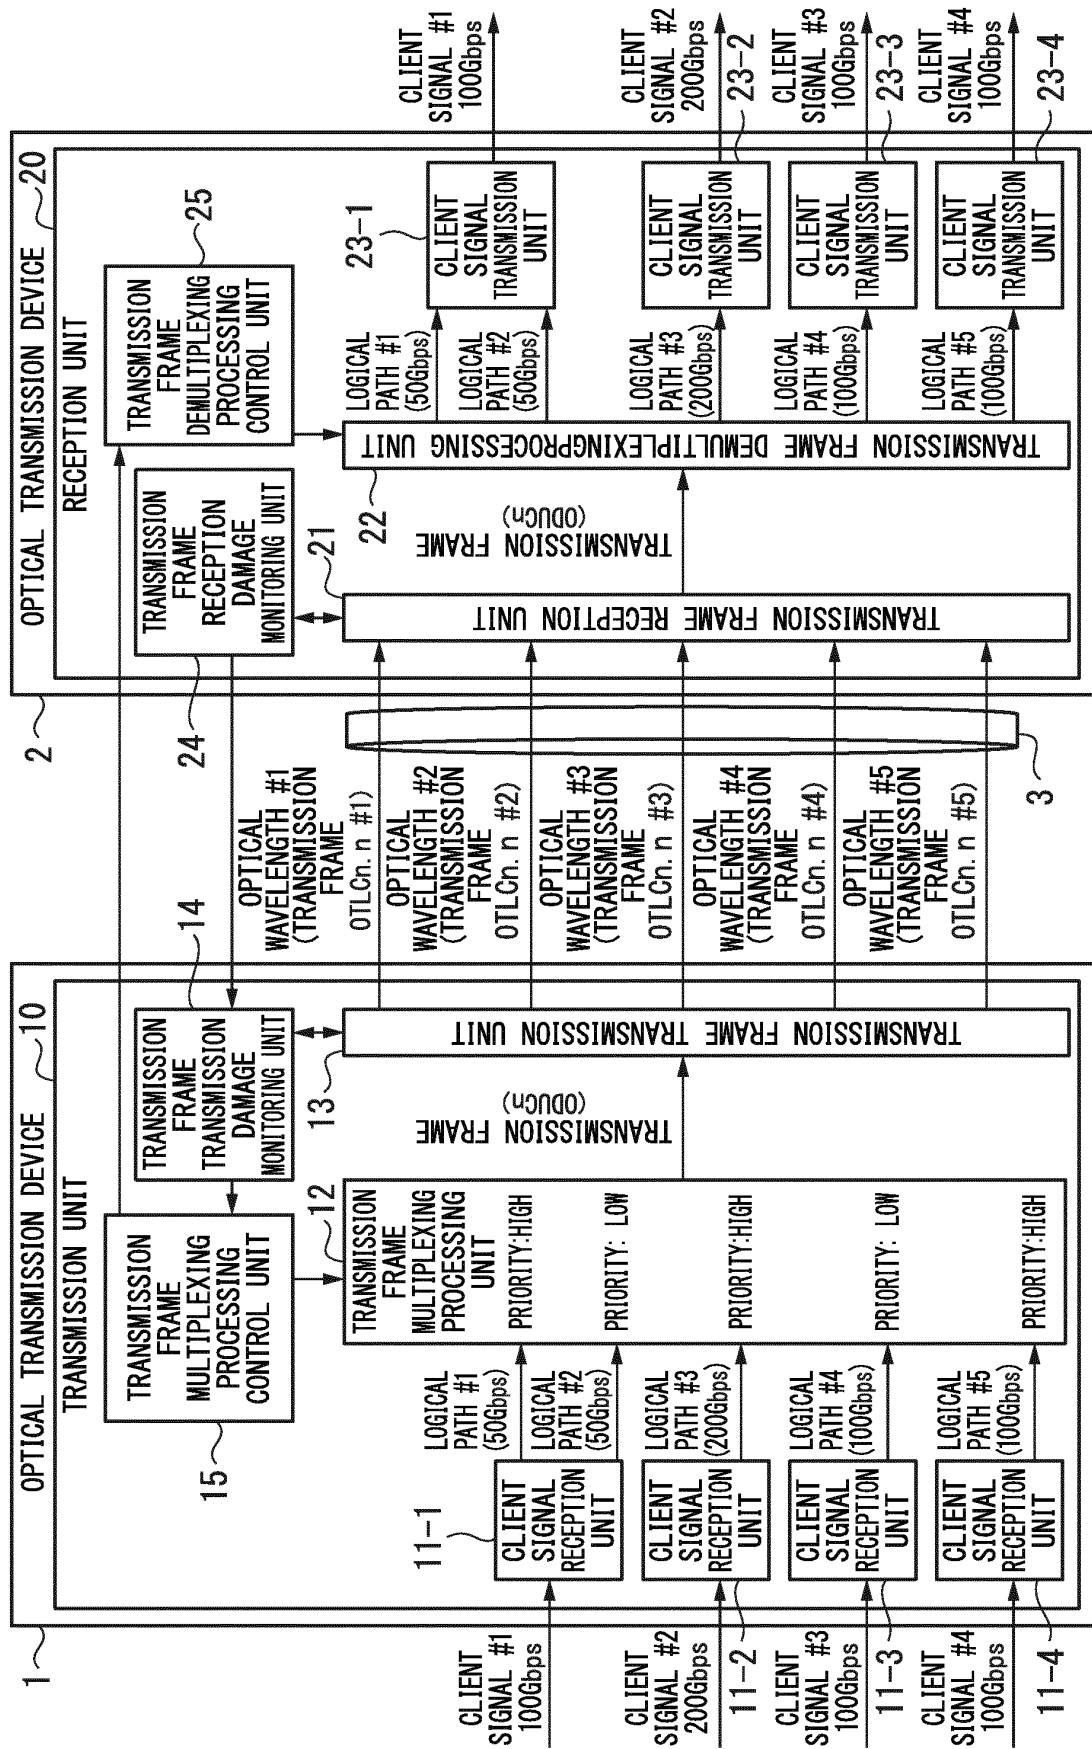 1
OPTICAL TRANSMISSION DEVICE
10
TRANSMISSION UNIT
TRANSMISSION
FRAME
MULTIPLEXING
PROCESSING
CONTROL UNIT
15
TRANSMISSION
FRAME
TRANSMISSION
DAMAGE
MONITORING UNIT
14
CLIENT
SIGNAL #1
100Gbps
11-1
CLIENT
SIGNAL
RECEPTION
UNIT
LOGICAL
PATH #1
(50Gbps)
LOGICAL
PATH #2
(50Gbps)
CLIENT
SIGNAL #2
200Gbps
11-2
CLIENT
SIGNAL
RECEPTION
UNIT
LOGICAL
PATH #3
(200Gbps)
CLIENT
SIGNAL #3
100Gbps
11-3
CLIENT
SIGNAL
RECEPTION
UNIT
LOGICAL
PATH #4
(100Gbps)
CLIENT
SIGNAL #4
100Gbps
11-4
CLIENT
SIGNAL
RECEPTION
UNIT
LOGICAL
PATH #5
(100Gbps)
12
TRANSMISSION
FRAME
MULTIPLEXING
PROCESSING
UNIT
PRIORITY:HIGH
PRIORITY: LOW
PRIORITY:HIGH
PRIORITY: LOW
PRIORITY:HIGH
TRANSMISSION FRAME
(ODUCn)
13
TRANSMISSION FRAME TRANSMISSION UNIT
OPTICAL
WAVELENGTH #1
(TRANSMISSION
FRAME
OTLCn. n #1)
OPTICAL
WAVELENGTH #2
(TRANSMISSION
FRAME
OTLCn. n #2)
OPTICAL
WAVELENGTH #3
(TRANSMISSION
FRAME
OTLCn. n #3)
OPTICAL
WAVELENGTH #4
(TRANSMISSION
FRAME
OTLCn. n #4)
OPTICAL
WAVELENGTH #5
(TRANSMISSION
FRAME
OTLCn. n #5)
3
2
OPTICAL TRANSMISSION DEVICE
20
RECEPTION UNIT
24
TRANSMISSION
FRAME
RECEPTION
DAMAGE
MONITORING UNIT
TRANSMISSION
FRAME
DEMULTIPLEXING
PROCESSING
CONTROL UNIT
25
21
TRANSMISSION FRAME RECEPTION UNIT
TRANSMISSION FRAME
(ODUCn)
22
TRANSMISSION FRAME DEMULTIPLEXINGPROCESSING UNIT
LOGICAL
PATH #1
(50Gbps)
LOGICAL
PATH #2
(50Gbps)
23-1
CLIENT
SIGNAL
TRANSMISSION
UNIT
CLIENT
SIGNAL #1
100Gbps
LOGICAL
PATH #3
(200Gbps)
CLIENT
SIGNAL
TRANSMISSION
UNIT
CLIENT
SIGNAL #2
200Gbps
23-2
LOGICAL
PATH #4
(100Gbps)
CLIENT
SIGNAL
TRANSMISSION
UNIT
CLIENT
SIGNAL #3
100Gbps
23-3
LOGICAL
PATH #5
(100Gbps)
CLIENT
SIGNAL
TRANSMISSION
UNIT
CLIENT
SIGNAL #4
100Gbps
23-4